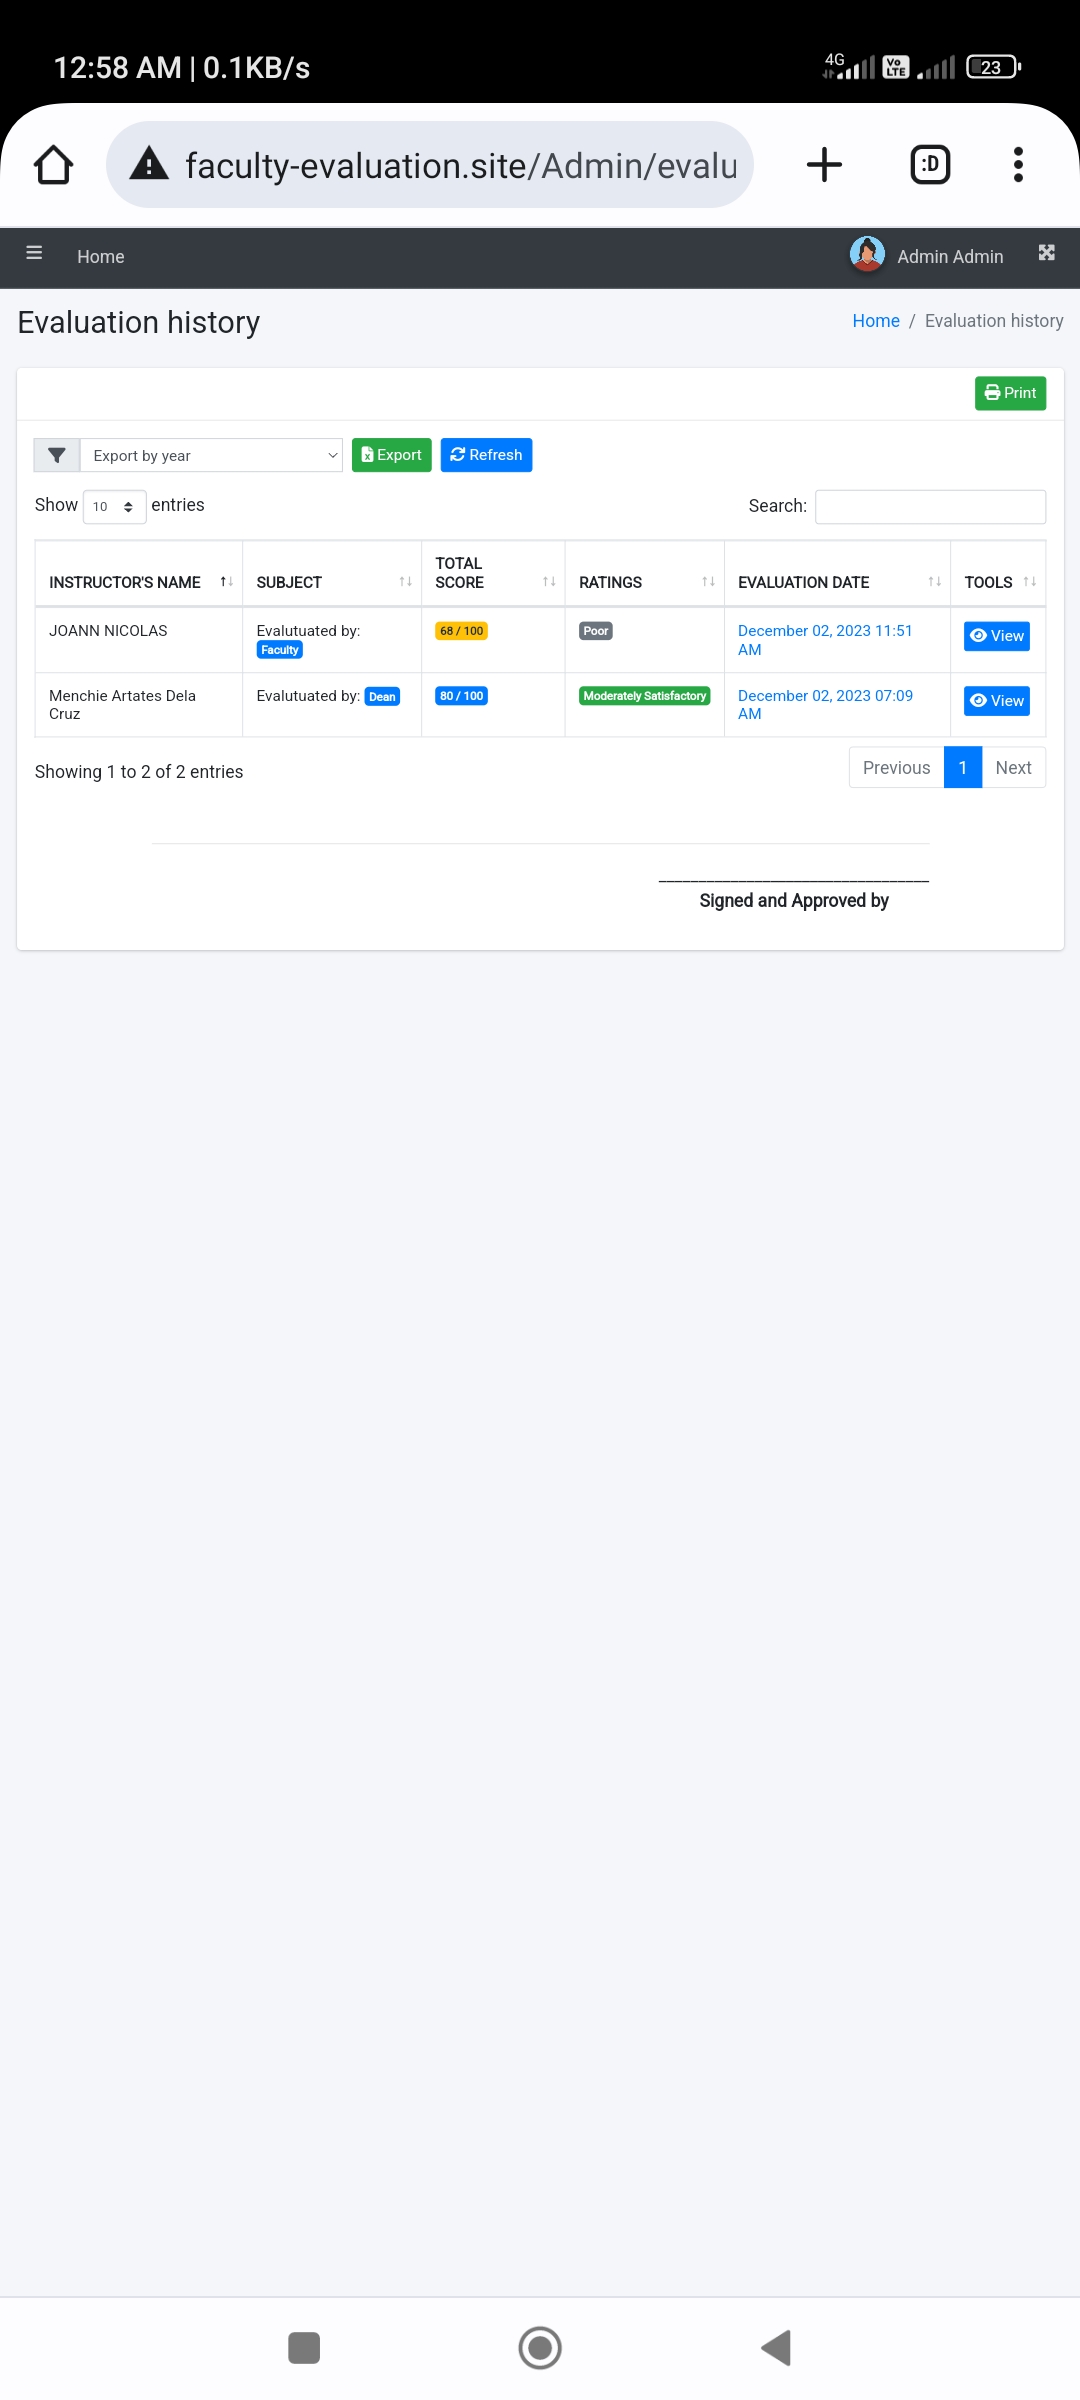 12:58 AM | 0.1KB/s 4G Vo LTE 23
faculty-evaluation.site/Admin/evalu :D
Home Admin Admin
Evaluation history Home / Evaluation history
Print
Export by year Export Refresh
Show 10 entries Search:
TOTAL
INSTRUCTOR'S NAME SUBJECT SCORE RATINGS EVALUATION DATE TOOLS
JOANN NICOLAS Evalutuated by: 68 / 100 Poor December 02, 2023 11:51 View
Faculty AM
Menchie Artates Dela Evalutuated by: Dean 80 / 100 Moderately Satisfactory December 02, 2023 07:09 View
Cruz AM
Showing 1 to 2 of 2 entries Previous 1 Next
Signed and Approved by